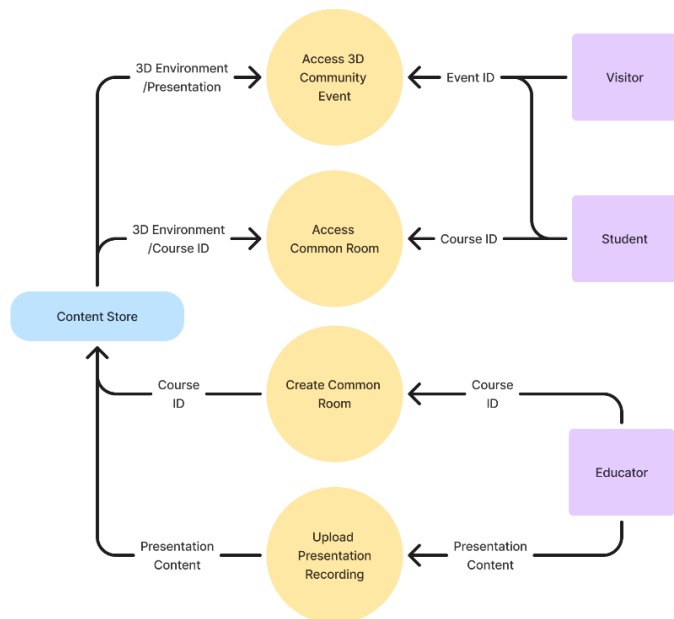 3D Environment
/Presentation
Access 3D
Community
Event
Event ID
Visitor
3D Environment
/Course ID
Access
Common Room
Course ID
Student
Content Store
Course
ID
Create Common
Room
Course
ID
Educator
Presentation
Content
Upload
Presentation
Recording
Presentation
Content